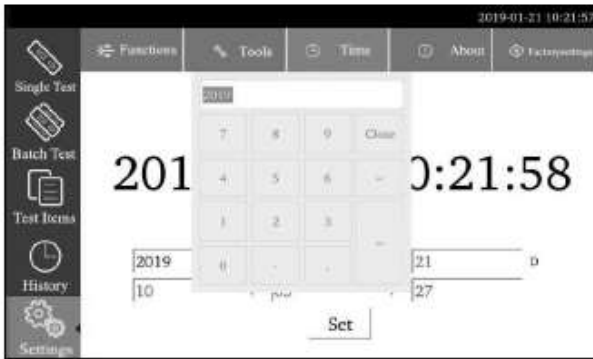 2019-01-21 10:21:57
Functions
Tools
Time
About
Factorysettings
Single Test
Batch Test
Test Items
History
Settings
2019
7 8 9 Close
4 5 6 ←
1 2 3
0 - .
201 0:21:58
2019 21 D
10 27
Set